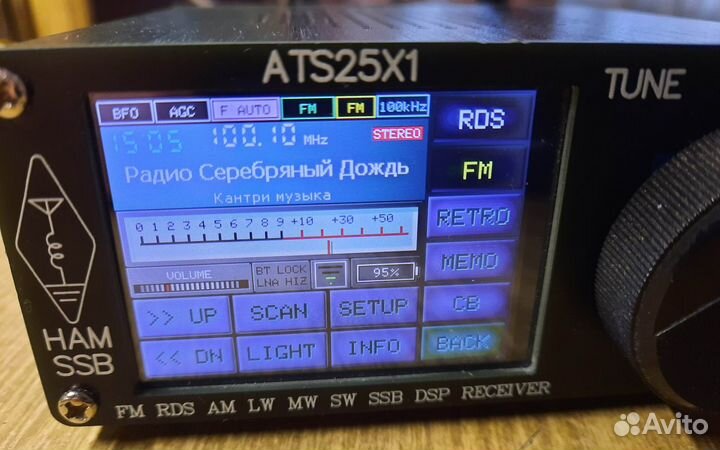 ATS25X1
TUNE
BFO AGC F AUTO FM FM 100kHz
RDS
15:05 100.10 MHz STEREO
Радио Серебряный Дождь
FM
Кантри музыка
0 1 2 3 4 5 6 7 8 9 +10 +30 +50
RETRO
VOLUME BT LOCK 95%
LNA HIZ
MEMO
>> UP SCAN SETUP CB
<< DN LIGHT INFO BACK
HAM
SSB
FM RDS AM LW MW SW SSB DSP RECEIVER
Avito